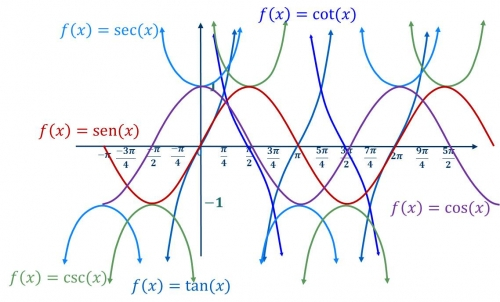 f(x) = sec(x)
f(x) = cot(x)
1
f(x) = sen(x)
-π -3π/4 -π/2 -π/4 π/4 π/2 3π/4 π 5π/4 3π/2 7π/4 2π 9π/4 5π/2
−1
f(x) = cos(x)
f(x) = csc(x)
f(x) = tan(x)